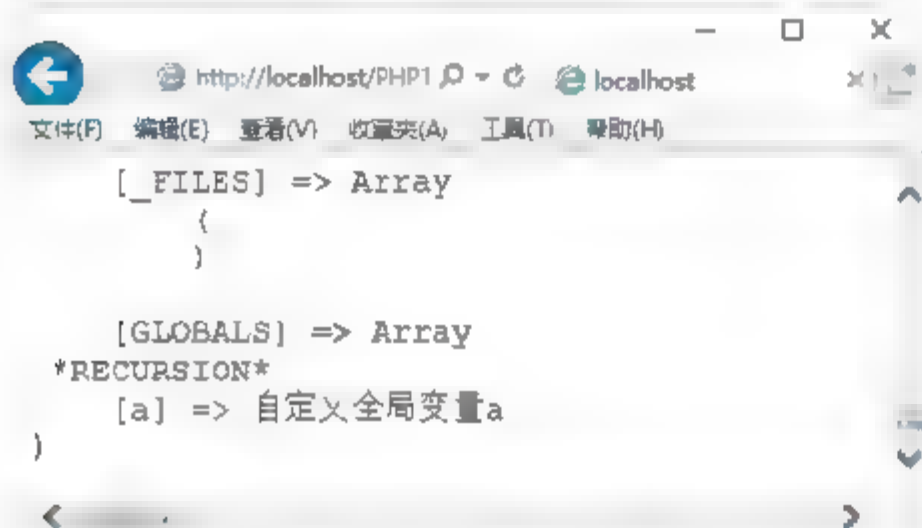 http://localhost/PHP1 localhost
文件(F) 编辑(E) 查看(V) 收藏夹(A) 工具(T) 帮助(H)
[_FILES] => Array
(
)
[GLOBALS] => Array
*RECURSION*
[a] => 自定义全局变量a
)